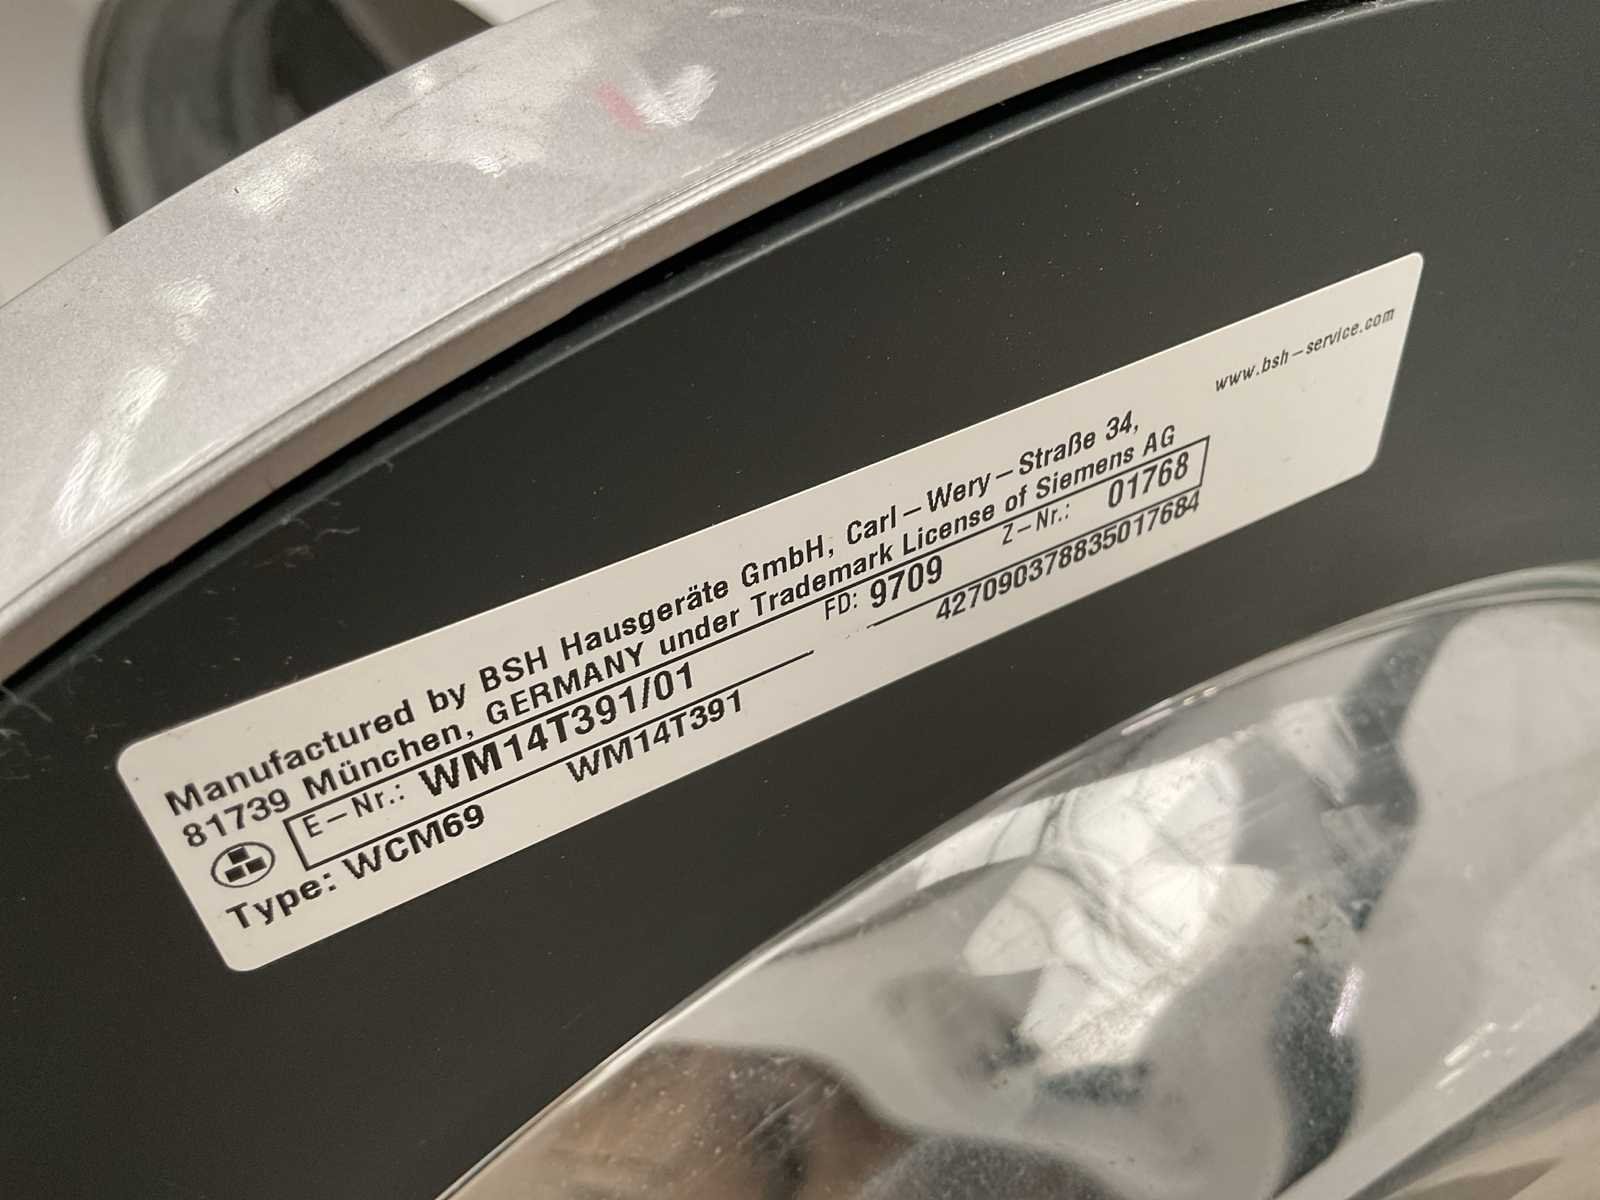 www.bsh-service.com
Manufactured by BSH Hausgeräte GmbH, Carl-Wery-Straße 34,
81739 München, GERMANY under Trademark License of Siemens AG
E-Nr.: WM14T391/01 FD: 9709 Z-Nr.: 01768
Type: WCM69 WM14T391 427090378835017684